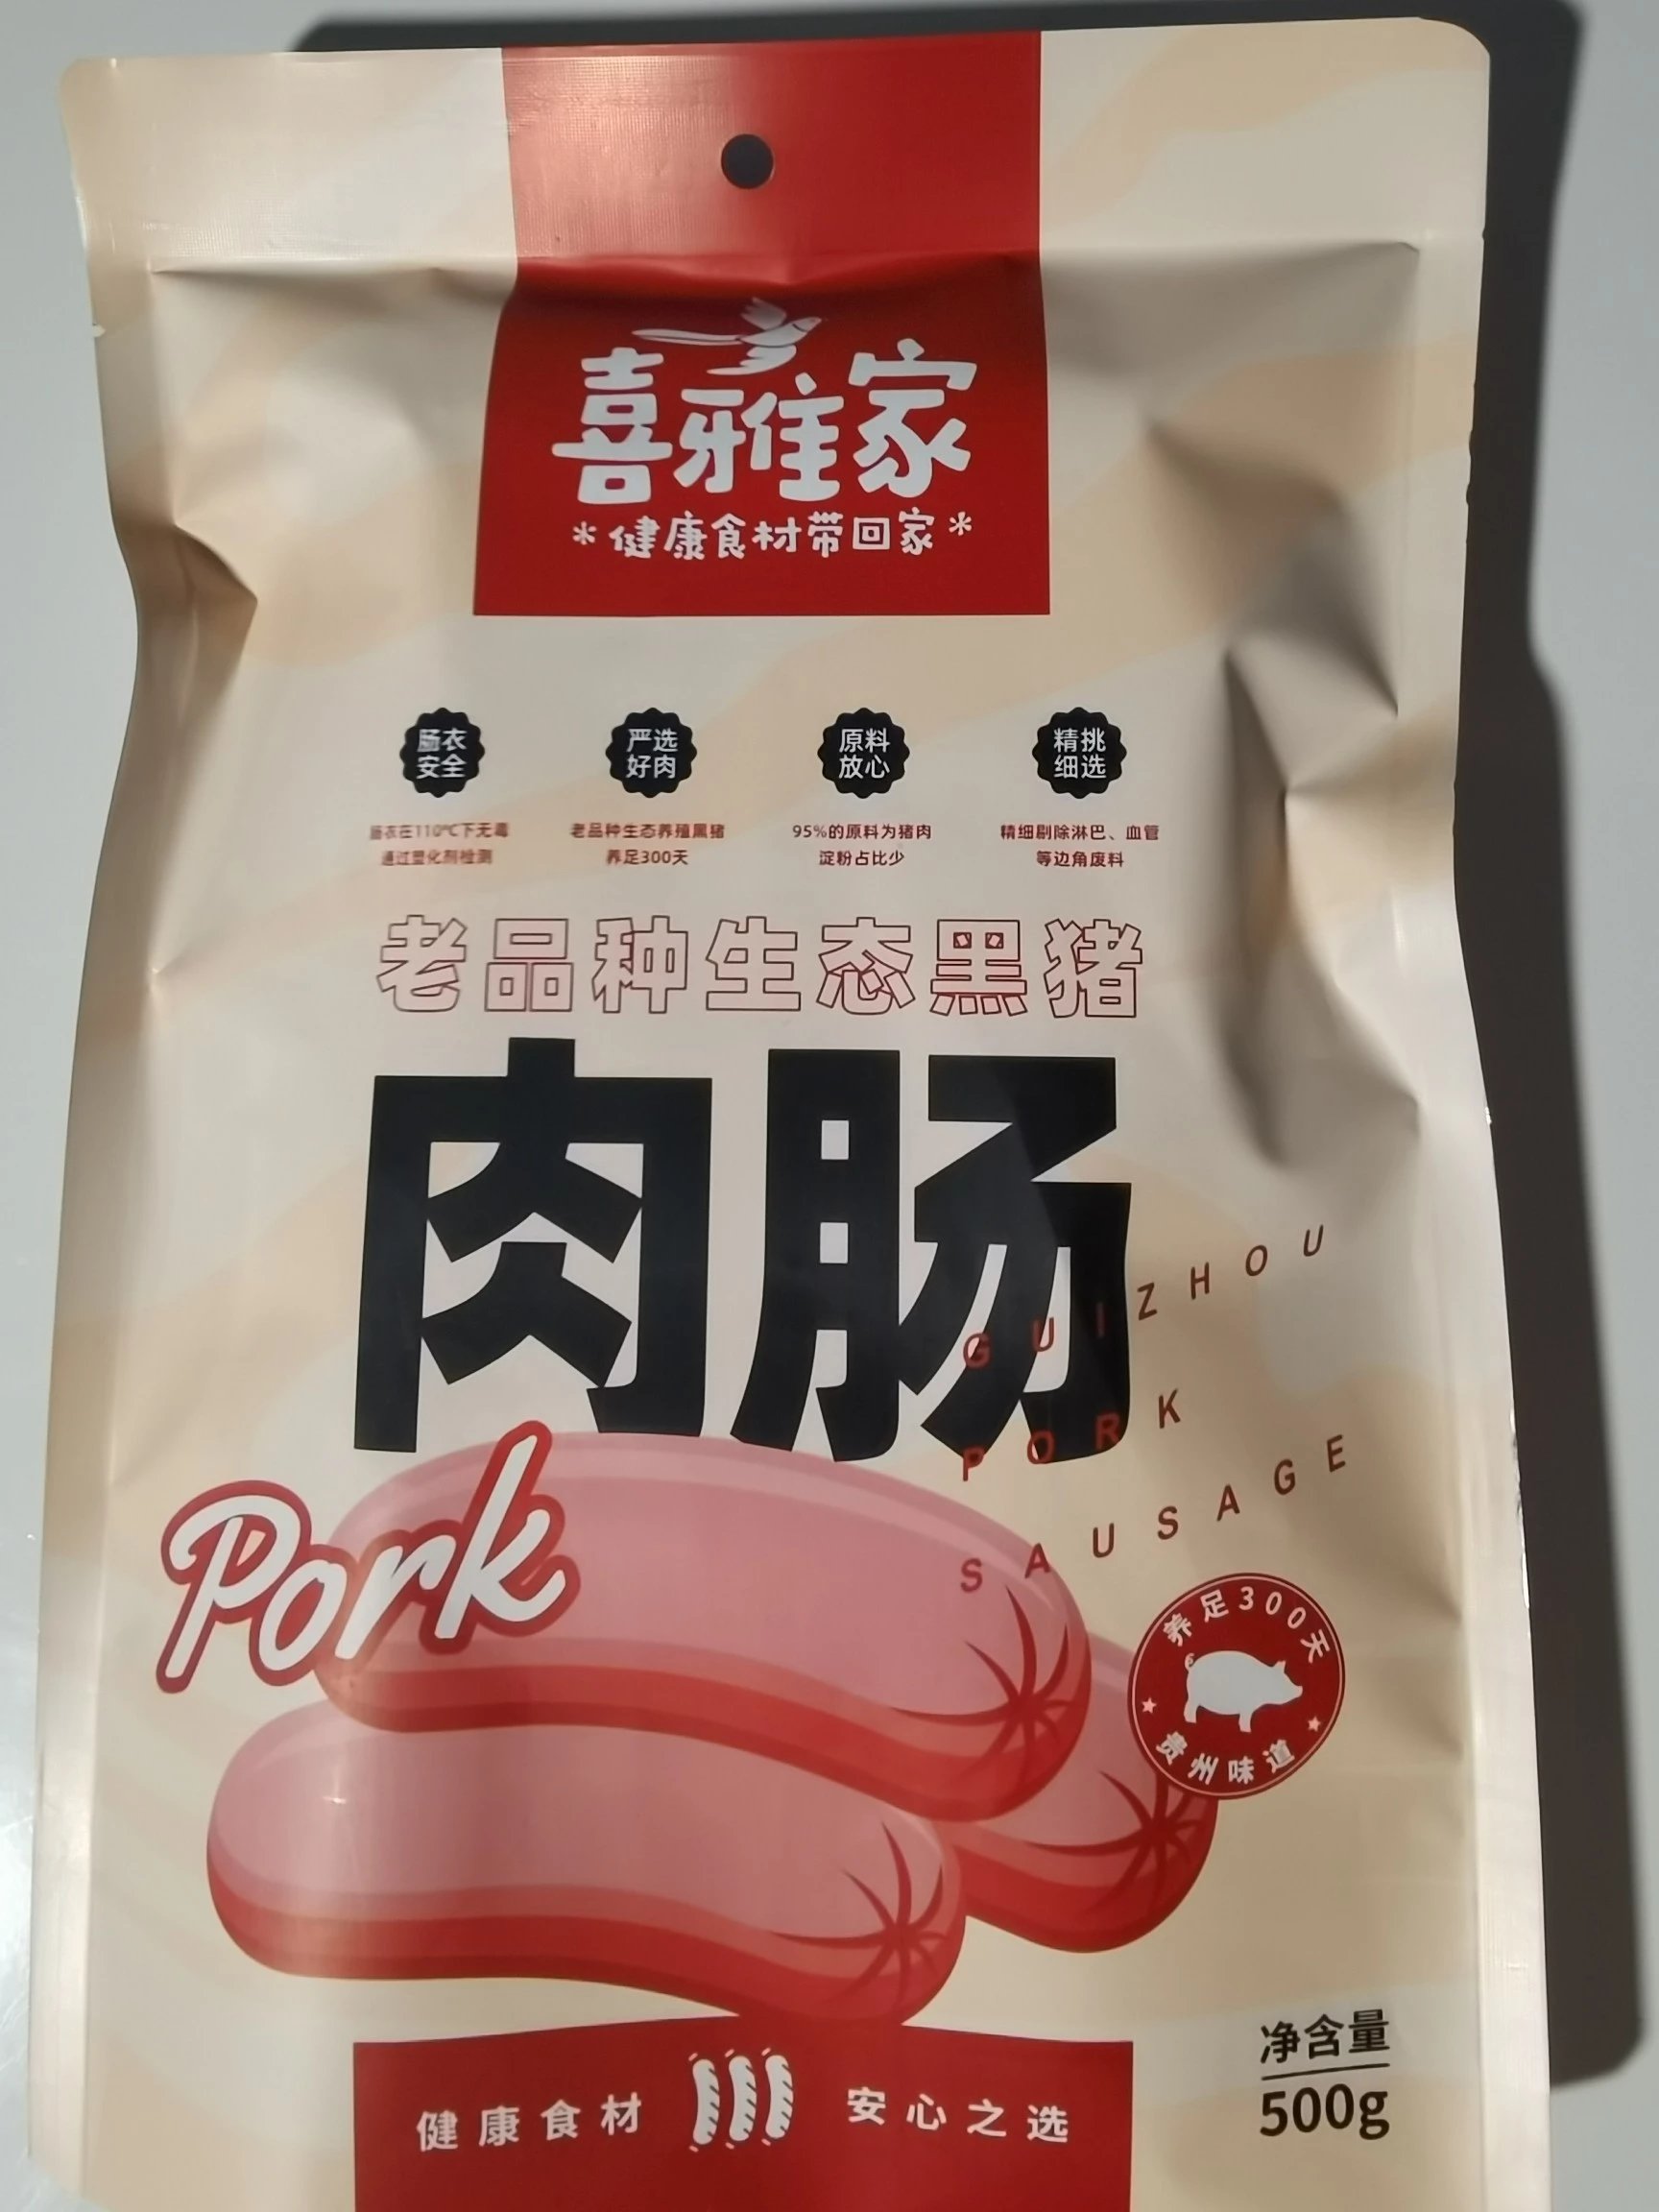 喜雅家
*健康食材带回家*
肠衣安全
严选好肉
原料放心
精挑细选
肠衣在110℃下无毒
通过塑化剂检测
老品种生态养殖黑猪
养足300天
95%的原料为猪肉
淀粉占比少
精细剔除淋巴、血管
等边角废料
老品种生态黑猪
肉肠
GUIZHOU
PORK
SAUSAGE
Pork
养足300天
贵州味道
健康食材
安心之选
净含量
500g